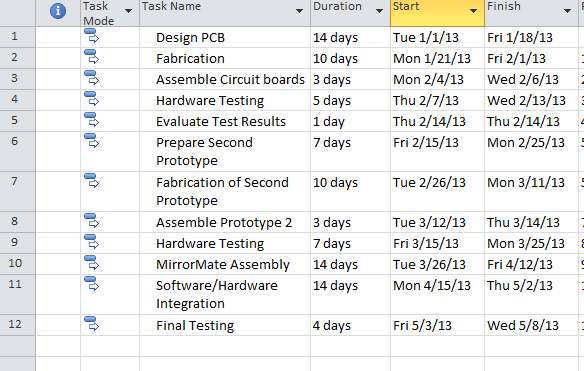 Task Mode Task Name Duration Start Finish
1 Design PCB 14 days Tue 1/1/13 Fri 1/18/13
2 Fabrication 10 days Mon 1/21/13 Fri 2/1/13
3 Assemble Circuit boards 3 days Mon 2/4/13 Wed 2/6/13
4 Hardware Testing 5 days Thu 2/7/13 Wed 2/13/13
5 Evaluate Test Results 1 day Thu 2/14/13 Thu 2/14/13
6 Prepare Second 7 days Fri 2/15/13 Mon 2/25/13
Prototype
7 Fabrication of Second 10 days Tue 2/26/13 Mon 3/11/13
Prototype
8 Assemble Prototype 2 3 days Tue 3/12/13 Thu 3/14/13
9 Hardware Testing 7 days Fri 3/15/13 Mon 3/25/13
10 MirrorMate Assembly 14 days Tue 3/26/13 Fri 4/12/13
11 Software/Hardware 14 days Mon 4/15/13 Thu 5/2/13
Integration
12 Final Testing 4 days Fri 5/3/13 Wed 5/8/13